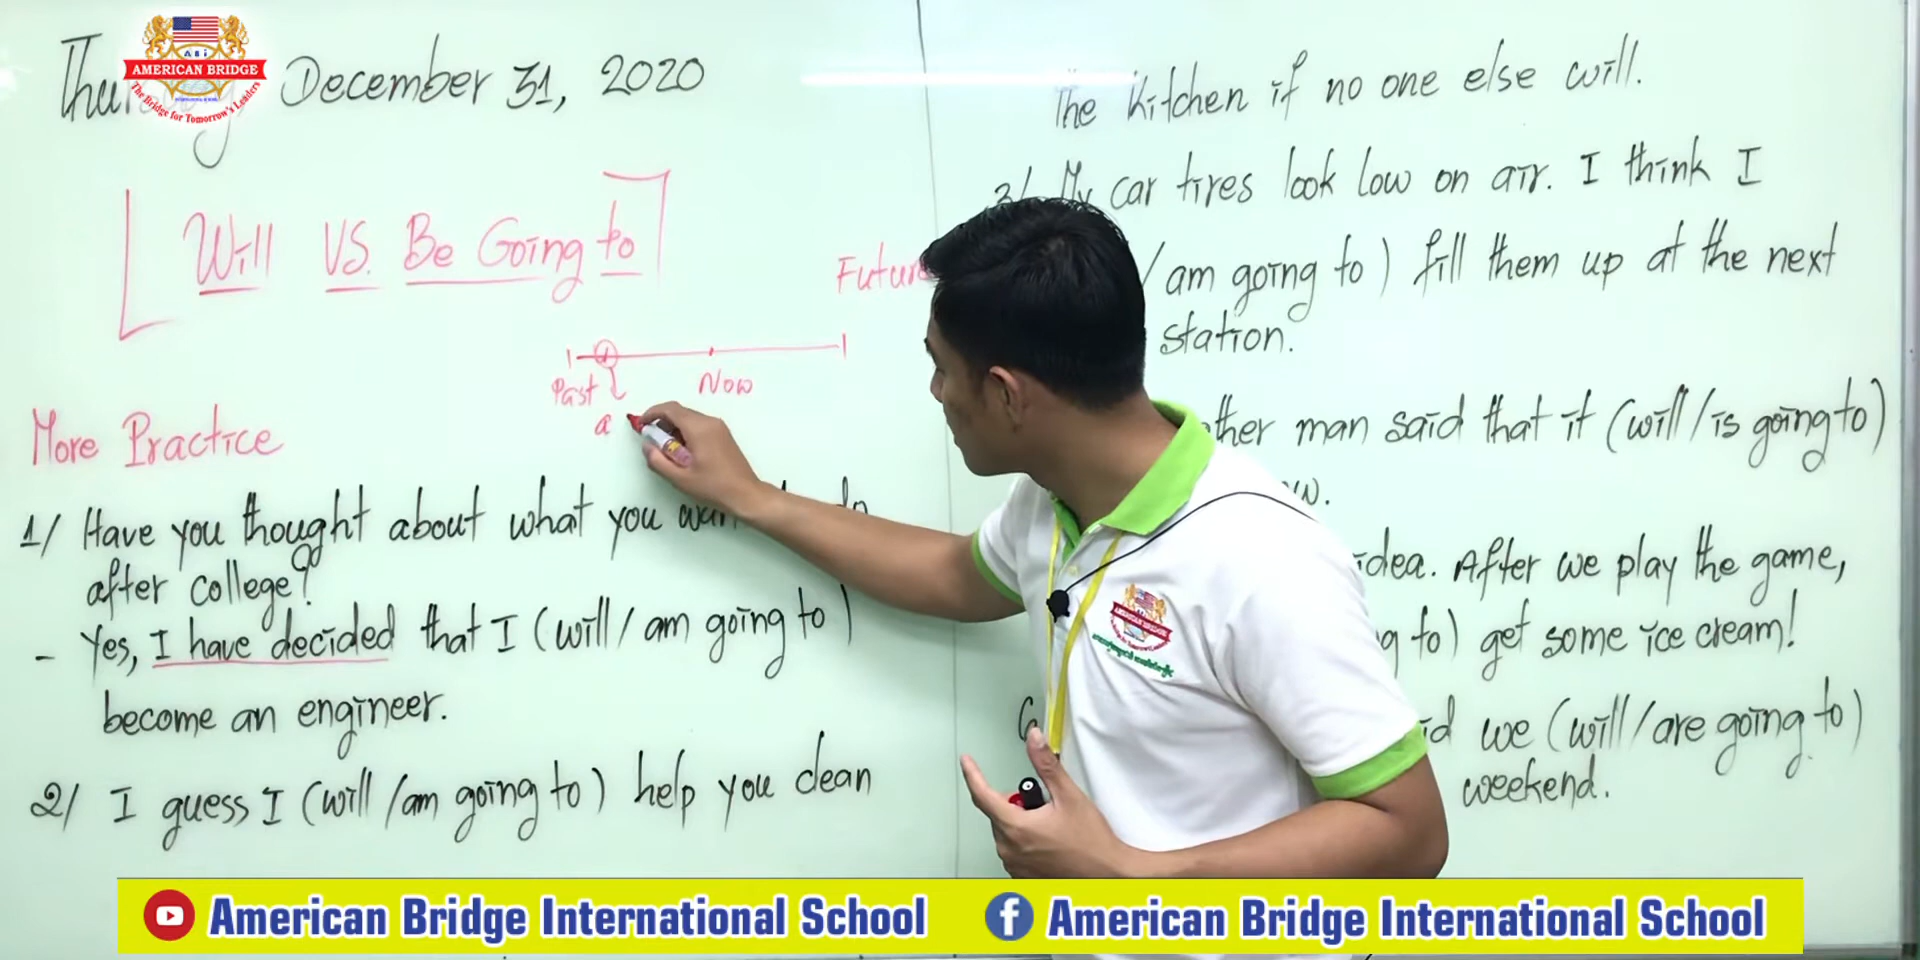 ABi
AMERICAN BRIDGE
The Bridge for Tomorrow's Leaders
December 31, 2020
Will VS. Be Going to
Future
Past
Now
a
More Practice
1/ Have you thought about what you
after college?
- Yes, I have decided that I (will / am going to)
become an engineer.
2/ I guess I (will / am going to) help you clean
The kitchen if no one else will.
3/ My car tires look low on air. I think I
/ am going to) fill them up at the next
station.
man said that it (will / is going to)
idea. After we play the game,
to) get some ice cream!
we (will / are going to)
weekend.
AMERICAN BRIDGE
American Bridge International School
American Bridge International School